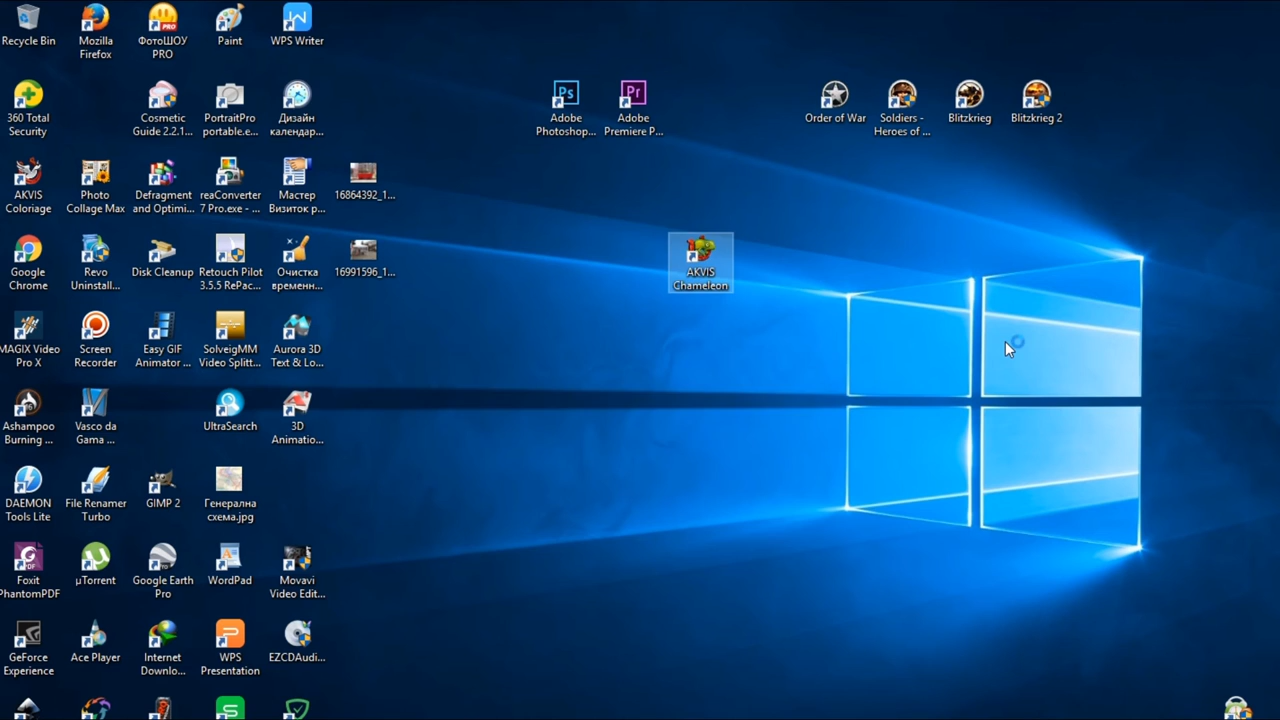 Recycle Bin
Mozilla
Firefox
ФотоШОУ
PRO
Paint
WPS Writer
360 Total
Security
Cosmetic
Guide 2.2.1...
PortraitPro
portable.e...
Дизайн
календар...
Ps
Adobe
Photoshop...
Pr
Adobe
Premiere P...
Order of War
Soldiers -
Heroes of ...
Blitzkrieg
Blitzkrieg 2
AKVIS
Coloriage
Photo
Collage Max
Defragment
and Optimi...
reaConverter
7 Pro.exe - ...
Мастер
Визиток р...
16864392_1...
Google
Chrome
Revo
Uninstall...
Disk Cleanup
Retouch Pilot
3.5.5 RePac...
Очистка
временн...
16991596_1...
AKVIS
Chameleon
MAGIX Video
Pro X
Screen
Recorder
Easy GIF
Animator ...
SolveigMM
Video Splitt...
Aurora 3D
Text & Lo...
Ashampoo
Burning ...
Vasco da
Gama ...
UltraSearch
3D
Animatio...
DAEMON
Tools Lite
File Renamer
Turbo
GIMP 2
Генерална
схема.jpg
Foxit
PhantomPDF
µTorrent
Google Earth
Pro
WordPad
Movavi
Video Edit...
GeForce
Experience
Ace Player
Internet
Downlo...
WPS
Presentation
EZCDAudi...